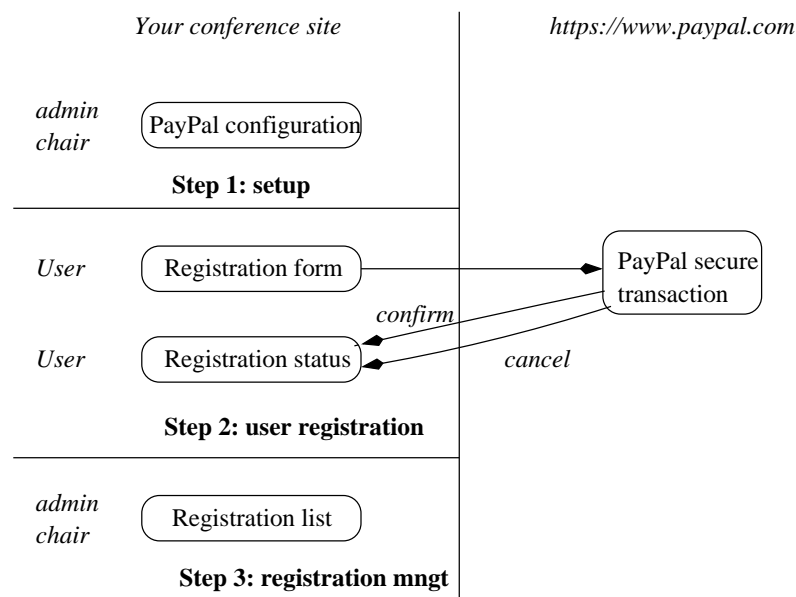 Your conference site
https://www.paypal.com
admin
chair
PayPal configuration
Step 1: setup
User
Registration form
PayPal secure
transaction
confirm
User
Registration status
cancel
Step 2: user registration
admin
chair
Registration list
Step 3: registration mngt